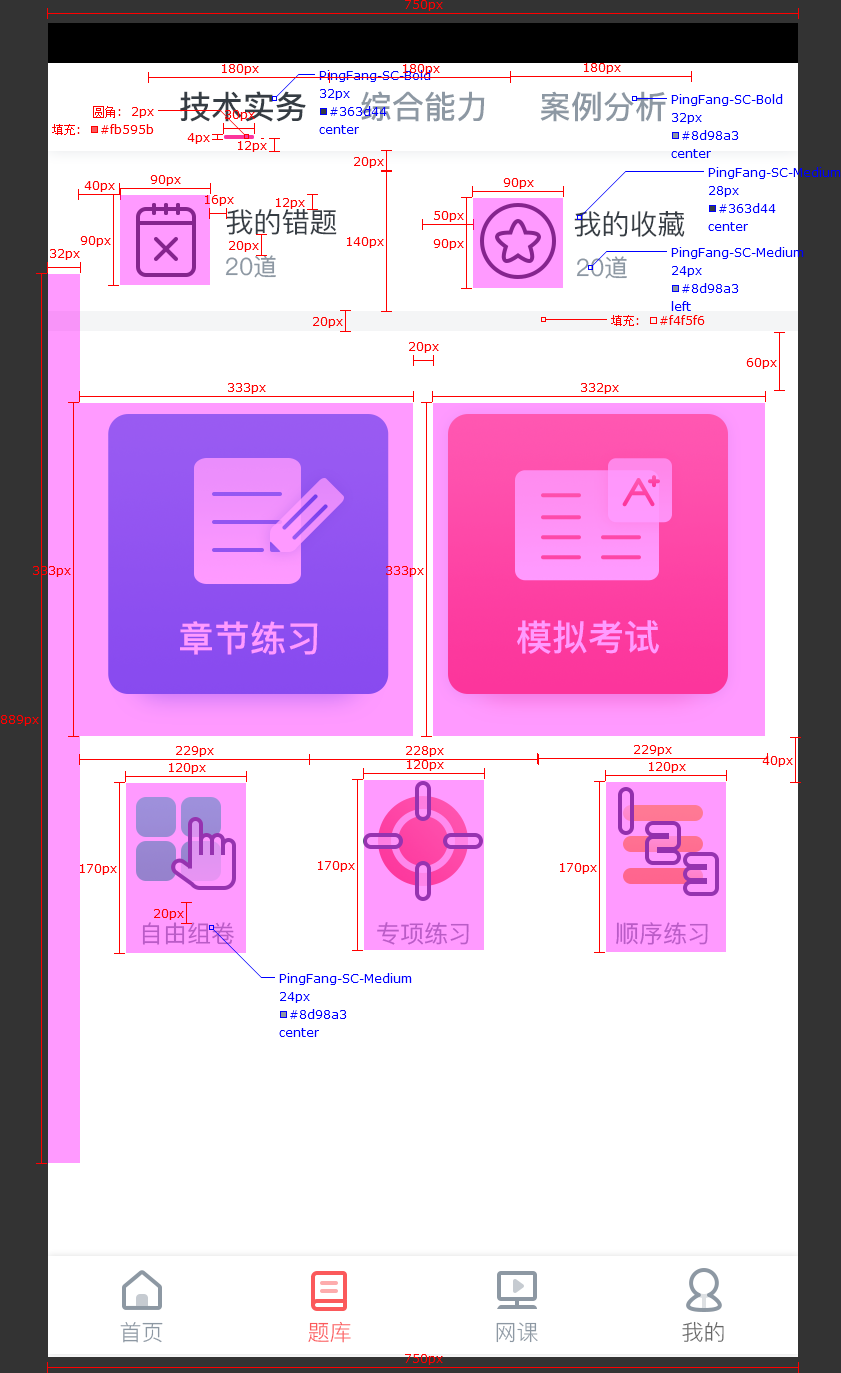 750px
180px
180px
180px
PingFang-SC-Bold
32px
#363d44
center
PingFang-SC-Bold
32px
#8d98a3
center
圆角: 2px
填充: #fb595b
技术实务
综合能力
案例分析
30px
4px
12px
20px
PingFang-SC-Medium
28px
#363d44
center
40px
90px
16px
12px
90px
50px
90px
90px
我的错题
我的收藏
20px
140px
20道
20道
PingFang-SC-Medium
24px
#8d98a3
left
32px
20px
填充: #f4f5f6
20px
60px
333px
332px
333px
333px
章节练习
模拟考试
889px
229px
228px
229px
40px
120px
120px
120px
170px
170px
170px
20px
自由组卷
专项练习
顺序练习
PingFang-SC-Medium
24px
#8d98a3
center
首页
题库
网课
我的
750px